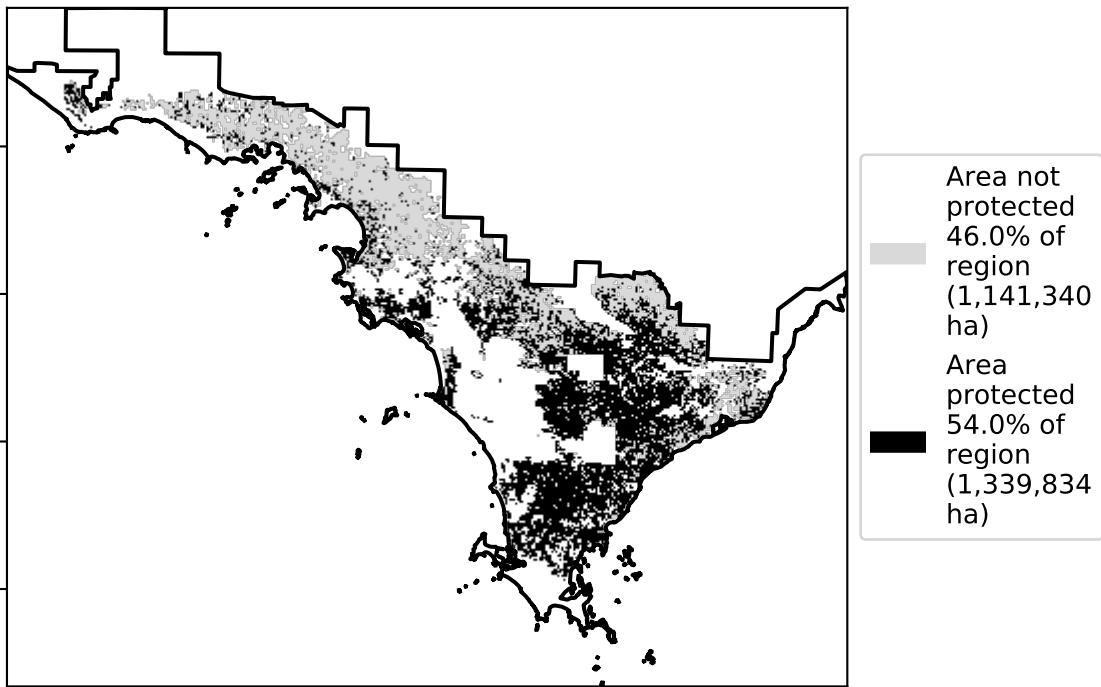 Area not
protected
46.0% of
region
(1,141,340
ha)
Area
protected
54.0% of
region
(1,339,834
ha)